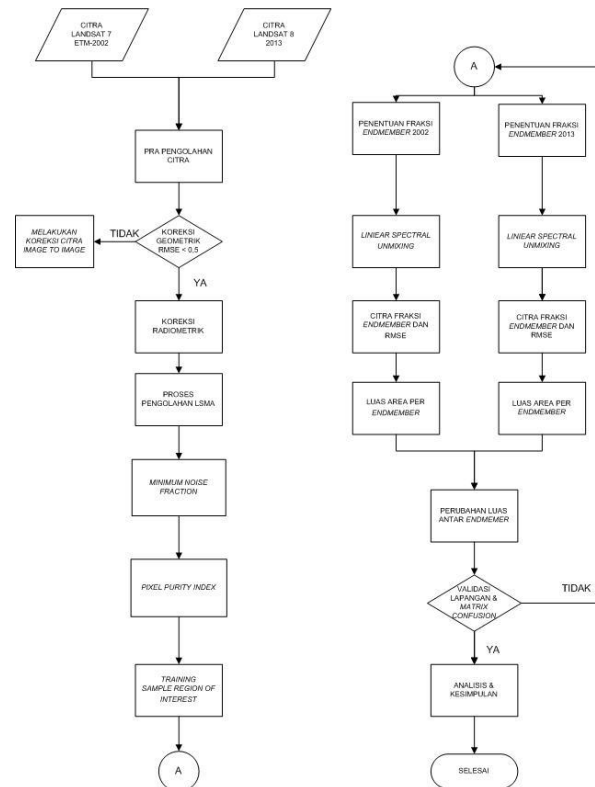 CITRA
LANDSAT 7
ETM-2002
CITRA
LANDSAT 8
2013
PRA PENGOLAHAN
CITRA
KOREKSI
GEOMETRIK
RMSE < 0,5
TIDAK
MELAKUKAN
KOREKSI CITRA
IMAGE TO IMAGE
YA
KOREKSI
RADIOMETRIK
PROSES
PENGOLAHAN LSMA
MINIMUM NOISE
FRACTION
PIXEL PURITY INDEX
TRAINING
SAMPLE REGION OF
INTEREST
A
A
PENENTUAN FRAKSI
ENDMEMBER 2002
PENENTUAN FRAKSI
ENDMEMBER 2013
LINIEAR SPECTRAL
UNMIXING
LINIEAR SPECTRAL
UNMIXING
CITRA FRAKSI
ENDMEMBER DAN
RMSE
CITRA FRAKSI
ENDMEMBER DAN
RMSE
LUAS AREA PER
ENDMEMBER
LUAS AREA PER
ENDMEMBER
PERUBAHAN LUAS
ANTAR ENDMEMER
VALIDASI
LAPANGAN &
MATRIX
CONFUSION
TIDAK
YA
ANALISIS &
KESIMPULAN
SELESAI